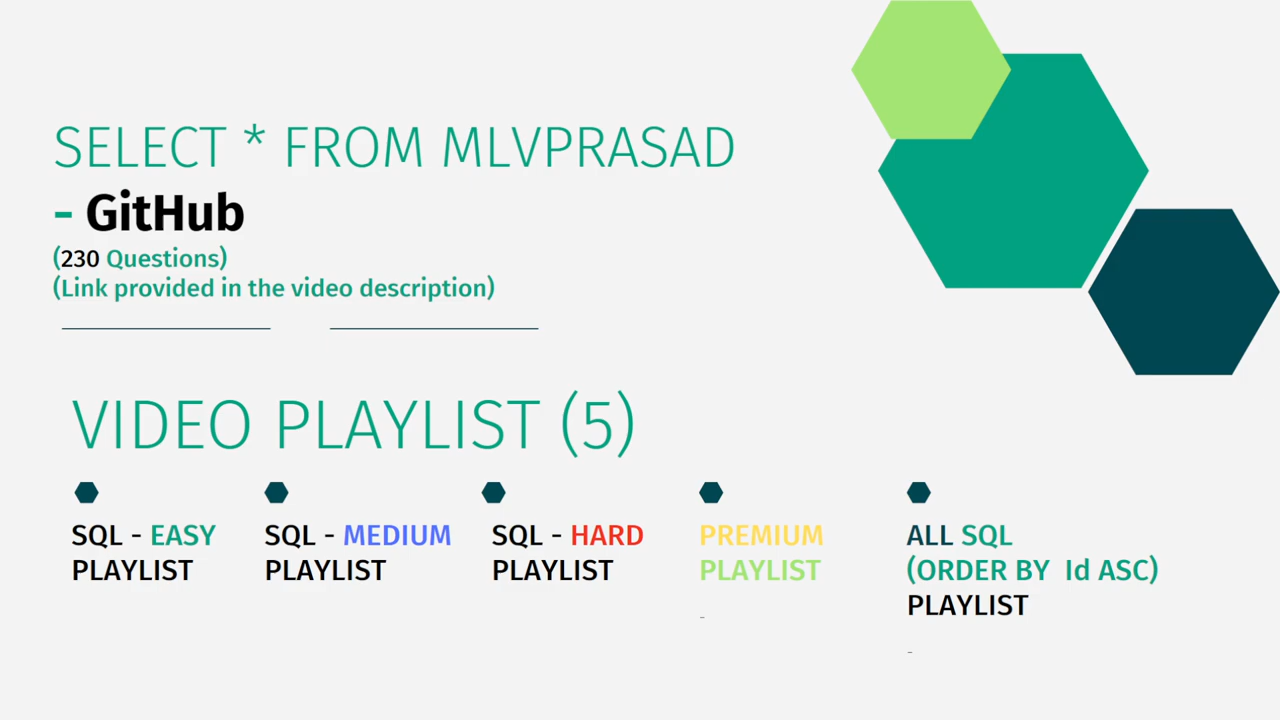 SELECT * FROM MLVPRASAD
- GitHub
(230 Questions)
(Link provided in the video description)
VIDEO PLAYLIST (5)
SQL - EASY
PLAYLIST
SQL - MEDIUM
PLAYLIST
SQL - HARD
PLAYLIST
PREMIUM
PLAYLIST
-
ALL SQL
(ORDER BY Id ASC)
PLAYLIST
-